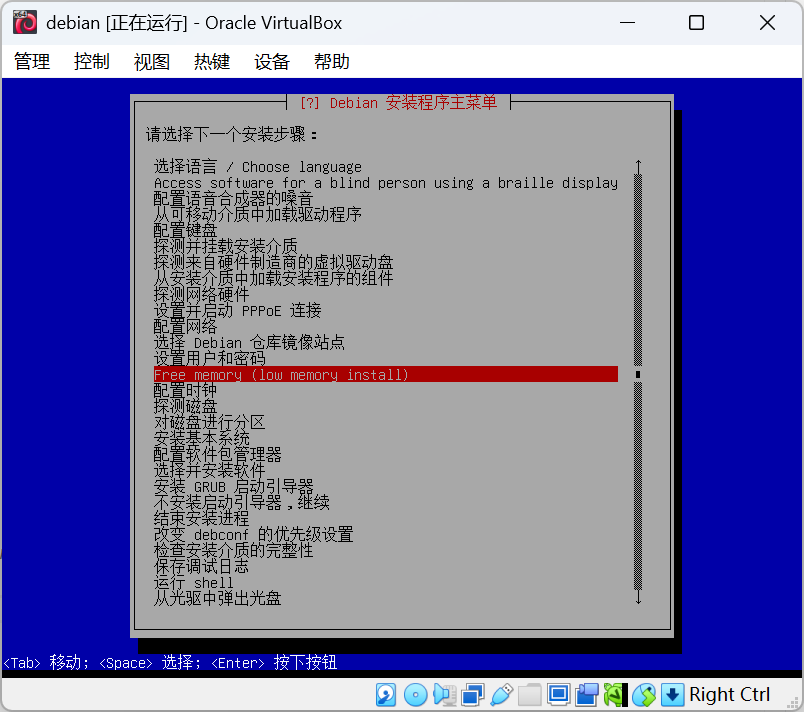 debian [正在运行] - Oracle VirtualBox
管理 控制 视图 热键 设备 帮助
[?] Debian 安装程序主菜单
请选择下一个安装步骤：
选择语言 / Choose language
Access software for a blind person using a braille display
配置语音合成器的嗓音
从可移动介质中加载驱动程序
配置键盘
探测并挂载安装介质
探测来自硬件制造商的虚拟驱动盘
从安装介质中加载安装程序的组件
探测网络硬件
设置并启动 PPPoE 连接
配置网络
选择 Debian 仓库镜像站点
设置用户和密码
Free memory (low memory install)
配置时钟
探测磁盘
对磁盘进行分区
安装基本系统
配置软件包管理器
选择并安装软件
安装 GRUB 启动引导器
不安装启动引导器，继续
结束安装进程
改变 debconf 的优先级设置
检查安装介质的完整性
保存调试日志
运行 shell
从光驱中弹出光盘
<Tab> 移动; <Space> 选择; <Enter> 按下按钮
Right Ctrl